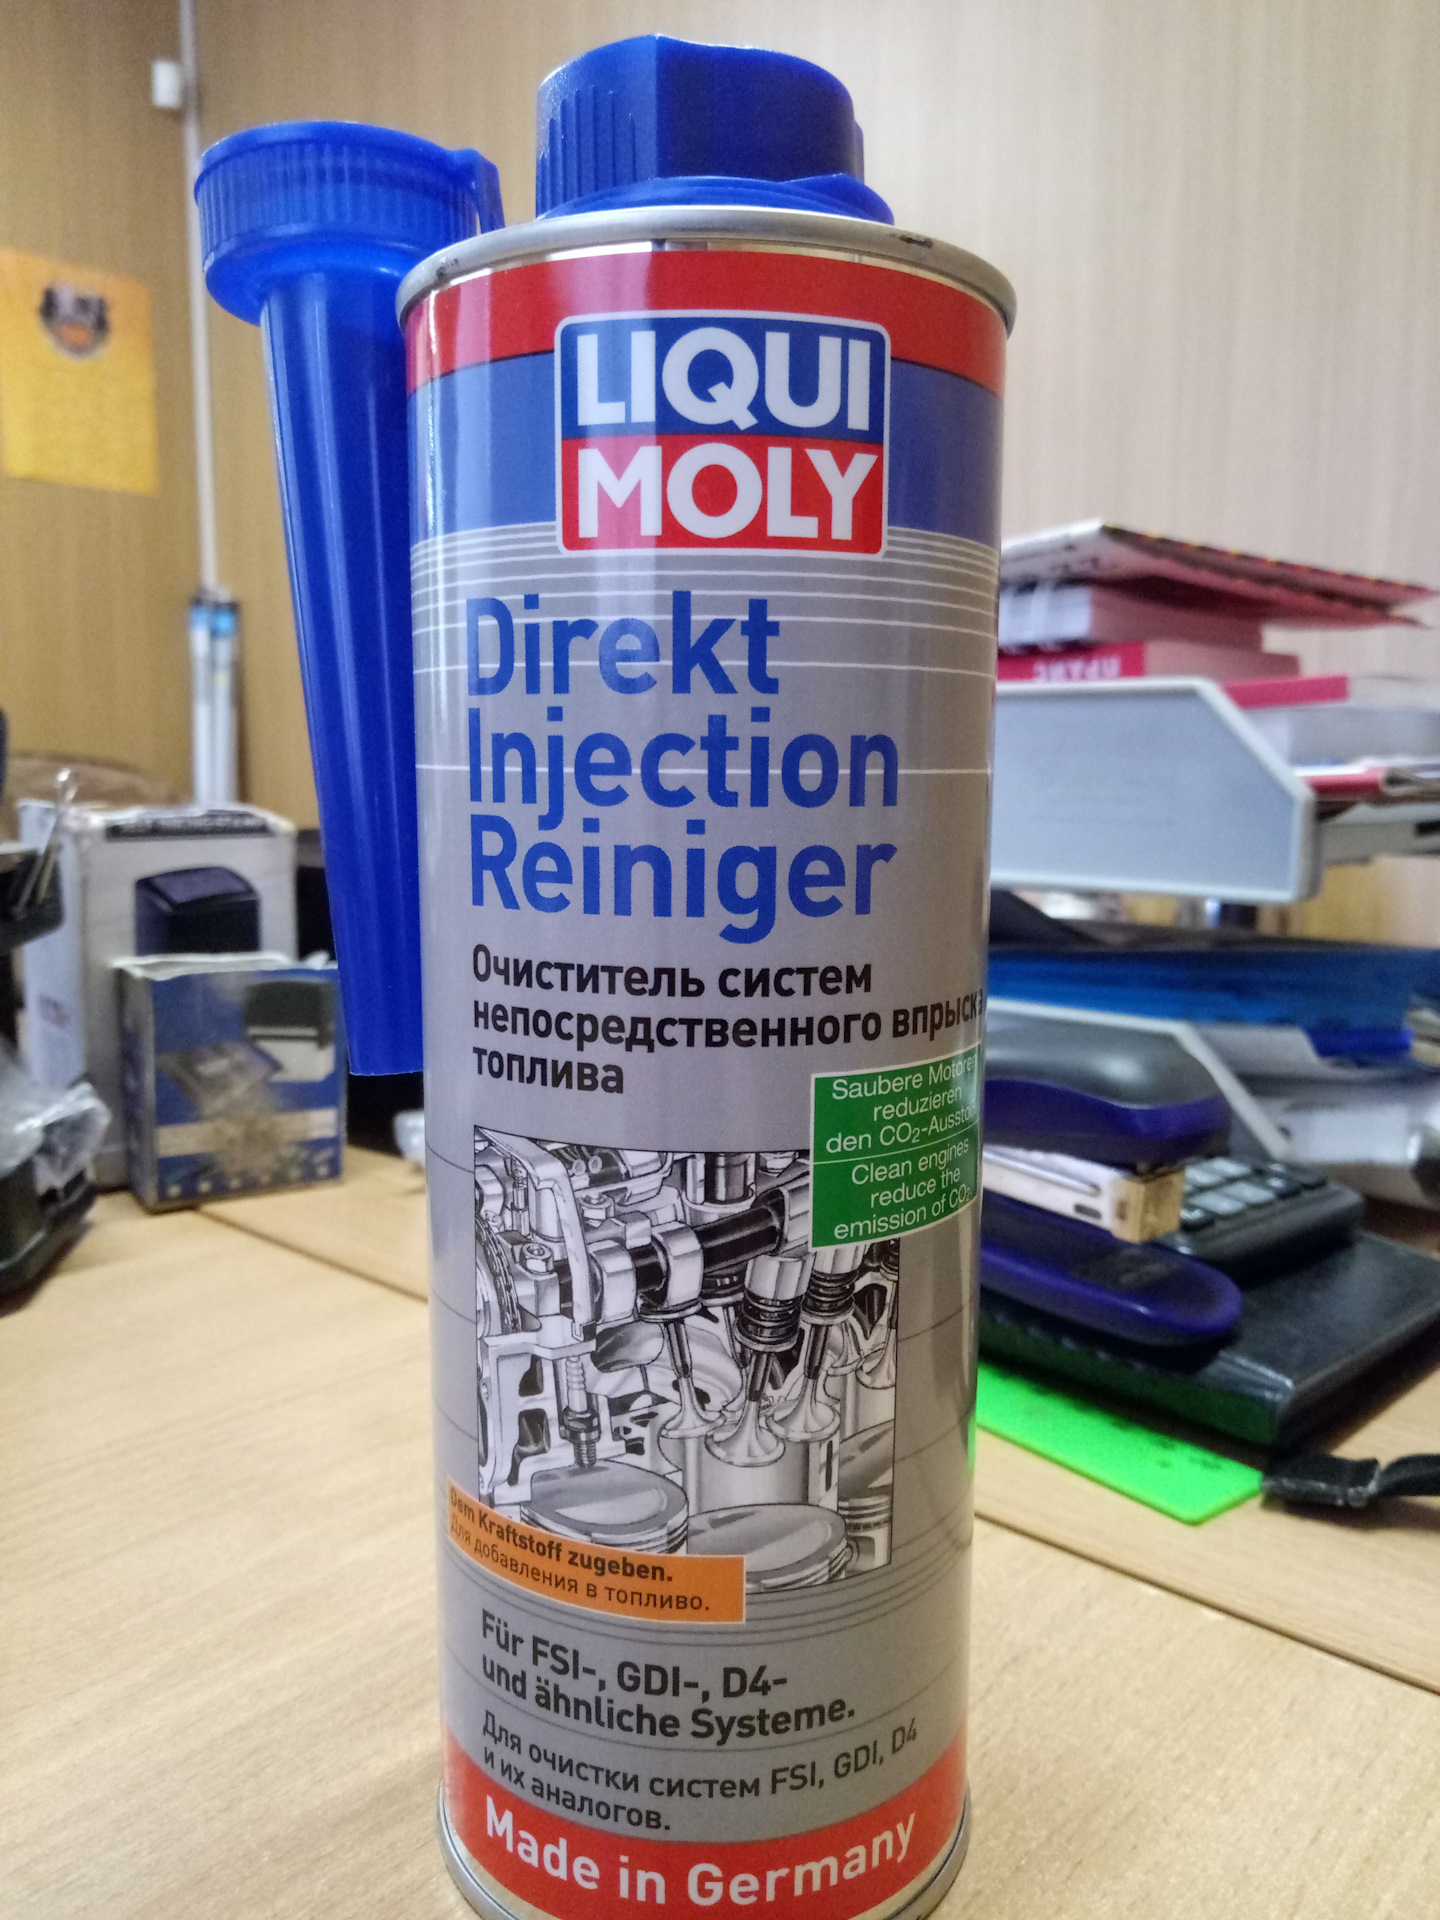 LIQUI
MOLY
Direkt
Injection
Reiniger
Очиститель систем
непосредственного впрыска
топлива
Saubere Motoren
reduzieren
den CO₂-Ausstoß
Clean engines
reduce the
emission of CO₂.
Dem Kraftstoff zugeben.
Для добавления в топливо.
Für FSI-, GDI-, D4-
und ähnliche Systeme.
Для очистки систем FSI, GDI, D4
и их аналогов.
Made in Germany